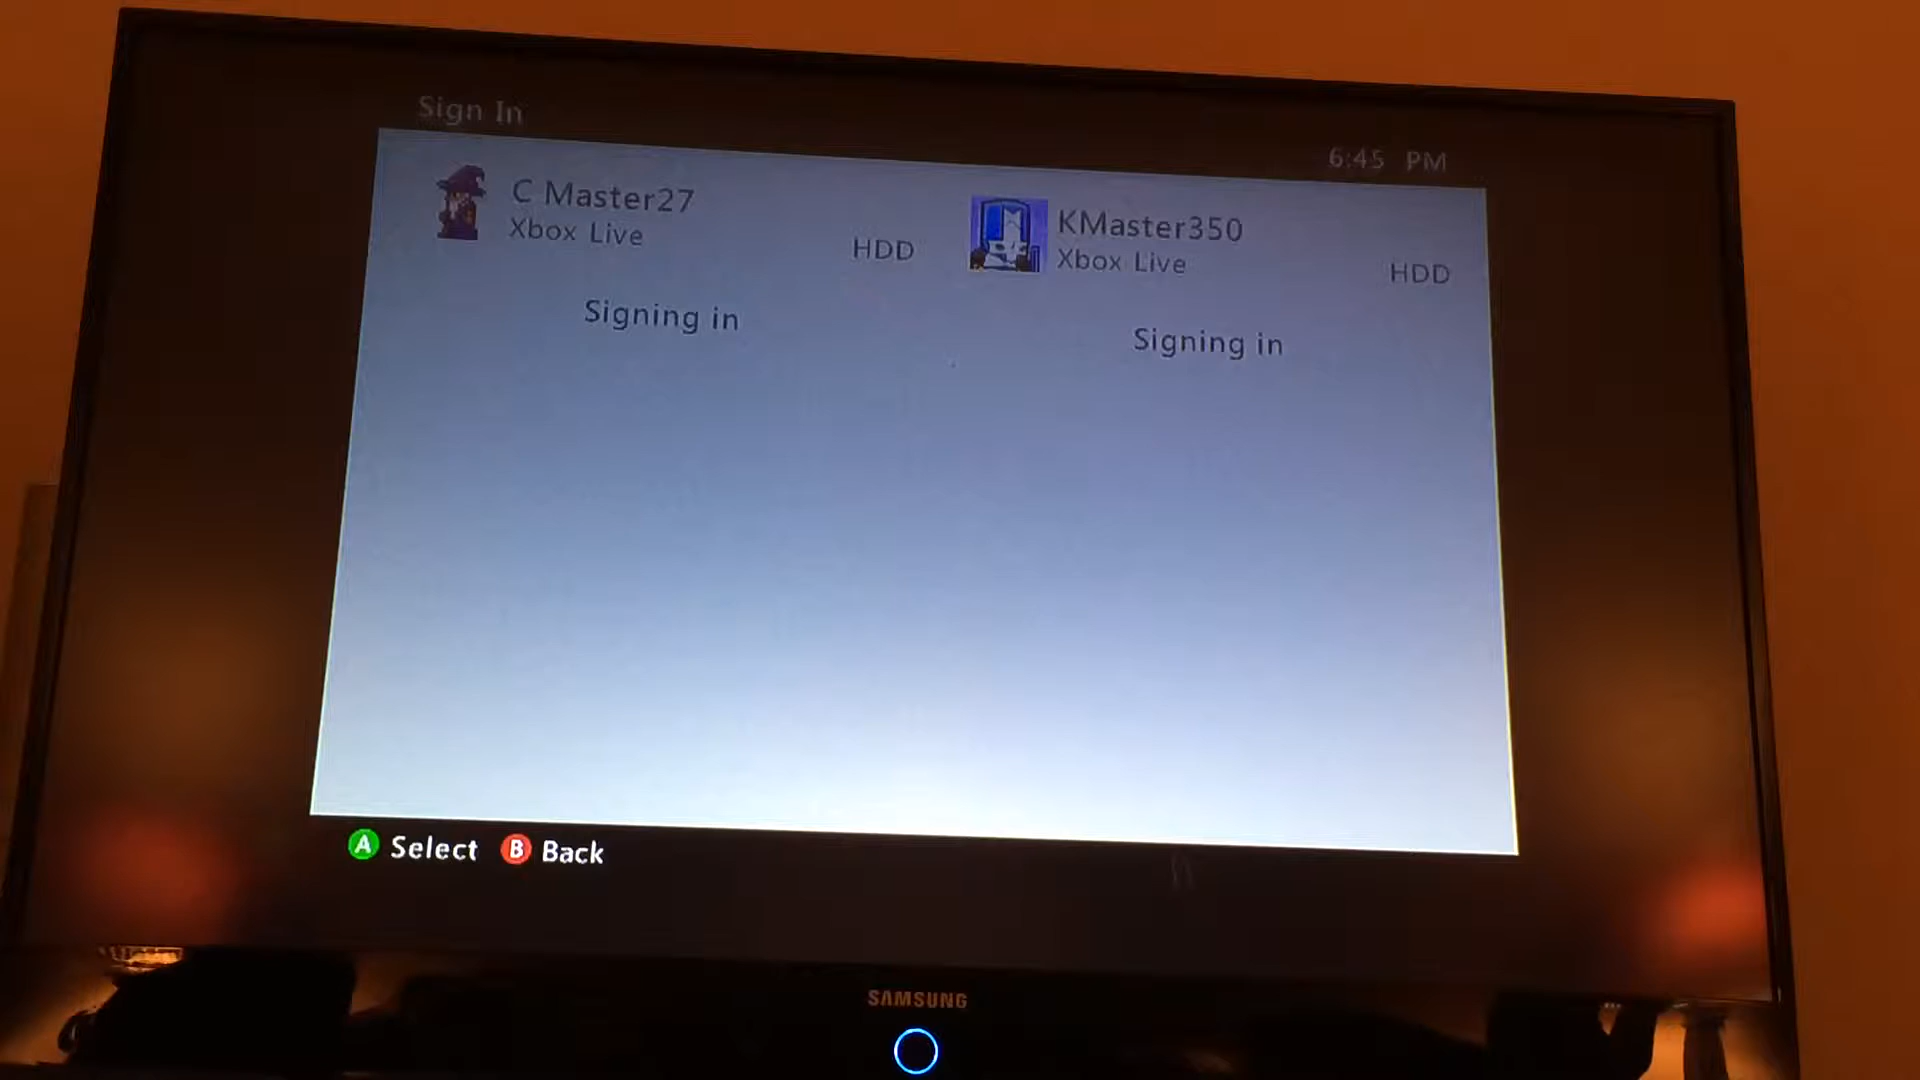 Sign In
6:45 PM
C Master27
Xbox Live
HDD
Signing in
KMaster350
Xbox Live
HDD
Signing in
A Select B Back
SAMSUNG